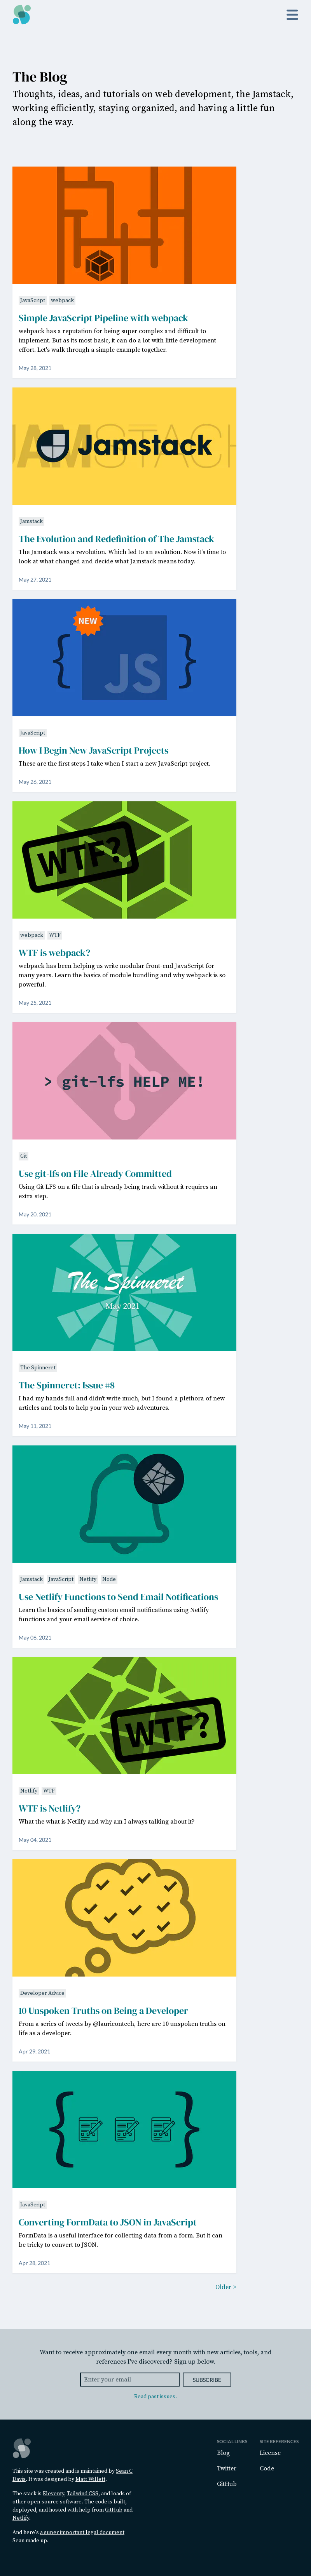 The Blog
Thoughts, ideas, and tutorials on web development, the Jamstack,
working efficiently, staying organized, and having a little fun
along the way.
JavaScript webpack
Simple JavaScript Pipeline with webpack
webpack has a reputation for being super complex and difficult to
implement. But as its most basic, it can do a lot with little development
effort. Let's walk through a simple example together.
May 28, 2021
JAMSTACK
Jamstack
Jamstack
The Evolution and Redefinition of The Jamstack
The Jamstack was a revolution. Which led to an evolution. Now it's time to
look at what changed and decide what Jamstack means today.
May 27, 2021
NEW
{ JS }
JavaScript
How I Begin New JavaScript Projects
These are the first steps I take when I start a new JavaScript project.
May 26, 2021
WTF?
webpack WTF
WTF is webpack?
webpack has been helping us write modular front-end JavaScript for
many years. Learn the basics of module bundling and why webpack is so
powerful.
May 25, 2021
> git-lfs HELP ME!
Git
Use git-lfs on File Already Committed
Using Git LFS on a file that is already being track without it requires an
extra step.
May 20, 2021
The Spinneret
May 2021
The Spinneret
The Spinneret: Issue #8
I had my hands full and didn't write much, but I found a plethora of new
articles and tools to help you in your web adventures.
May 11, 2021
Jamstack JavaScript Netlify Node
Use Netlify Functions to Send Email Notifications
Learn the basics of sending custom email notifications using Netlify
functions and your email service of choice.
May 06, 2021
WTF?
Netlify WTF
WTF is Netlify?
What the what is Netlify and why am I always talking about it?
May 04, 2021
Developer Advice
10 Unspoken Truths on Being a Developer
From a series of tweets by @laurieontech, here are 10 unspoken truths on
life as a developer.
Apr 29, 2021
{ }
JavaScript
Converting FormData to JSON in JavaScript
FormData is a useful interface for collecting data from a form. But it can
be tricky to convert to JSON.
Apr 28, 2021
Older >
Want to receive approximately one email every month with new articles, tools, and
references I've discovered? Sign up below.
Enter your email SUBSCRIBE
Read past issues.
This site was created and is maintained by Sean C
Davis. It was designed by Matt Willett.
The stack is Eleventy, Tailwind CSS, and loads of
other open-source software. The code is built,
deployed, and hosted with help from GitHub and
Netlify.
And here's a super important legal document
Sean made up.
SOCIAL LINKS
Blog
Twitter
GitHub
SITE REFERENCES
License
Code